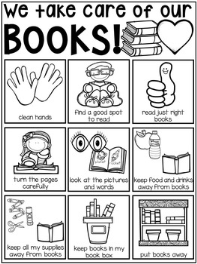 we take care of our
BOOKS!
clean hands
find a good spot
to read
read just right
books
turn the pages
carefully
look at the pictures
and words
keep food and drinks
away from books
keep all my supplies
away from books
keep books in my
book box
put books away